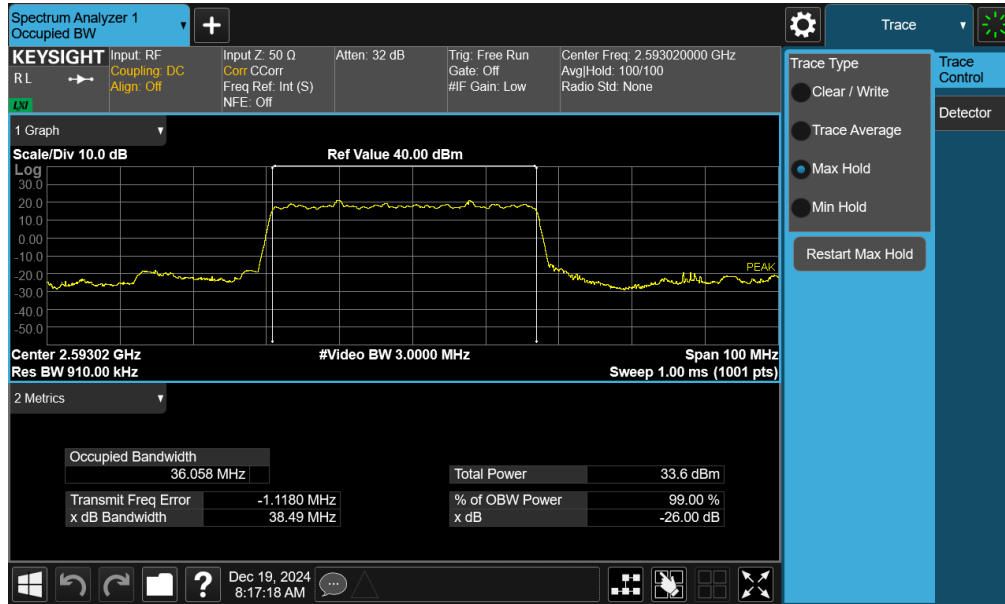 Spectrum Analyzer 1
Occupied BW
Trace
KEYSIGHT
R L
LXI
Input: RF
Coupling: DC
Align: Off
Input Z: 50 Ω
Corr CCorr
Freq Ref: Int (S)
NFE: Off
Atten: 32 dB
Trig: Free Run
Gate: Off
#IF Gain: Low
Center Freq: 2.593020000 GHz
Avg|Hold: 100/100
Radio Std: None
Trace Type
Clear / Write
Trace Average
Max Hold
Min Hold
Restart Max Hold
Trace
Control
Detector
1 Graph
Scale/Div 10.0 dB
Ref Value 40.00 dBm
Log
30.0
20.0
10.0
0.00
-10.0
-20.0
-30.0
-40.0
-50.0
PEAK
Center 2.59302 GHz
#Video BW 3.0000 MHz
Span 100 MHz
Res BW 910.00 kHz
Sweep 1.00 ms (1001 pts)
2 Metrics
Occupied Bandwidth
36.058 MHz
Total Power 33.6 dBm
Transmit Freq Error -1.1180 MHz
% of OBW Power 99.00 %
x dB Bandwidth 38.49 MHz
x dB -26.00 dB
?
Dec 19, 2024
8:17:18 AM